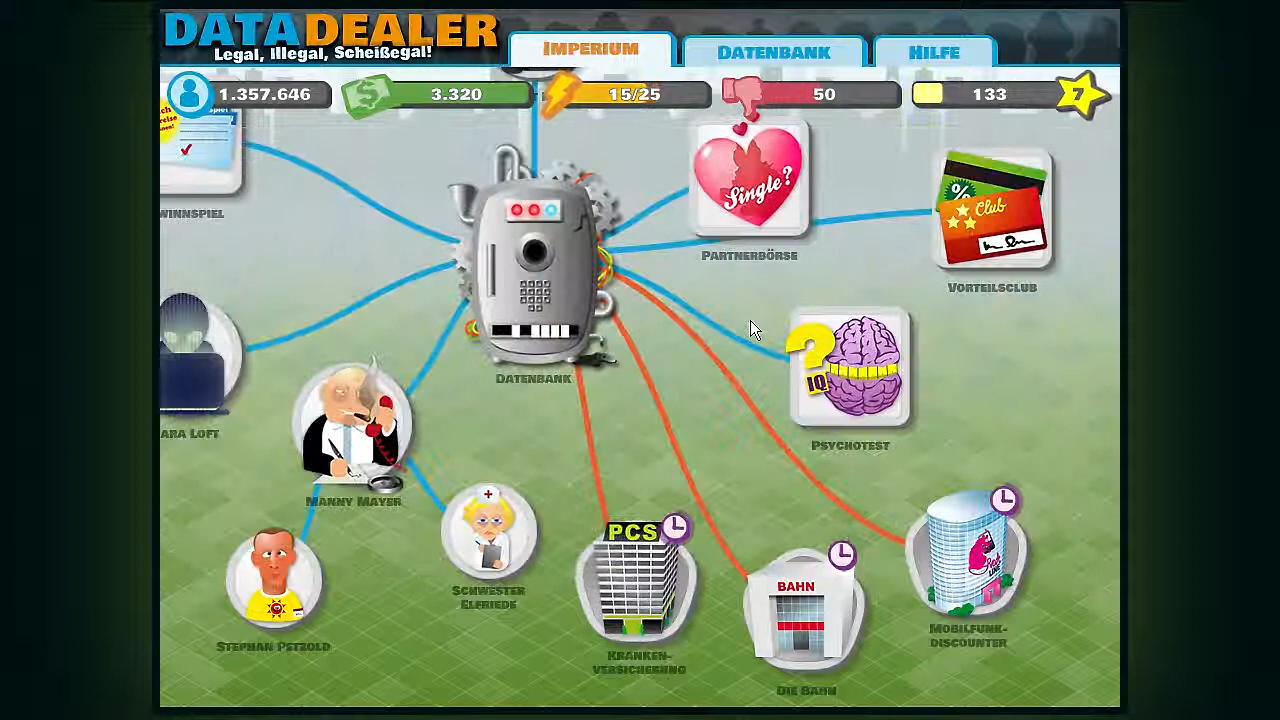 DATADEALER
Legal, Illegal, Scheißegal!
IMPERIUM
DATENBANK
HILFE
1.357.646
3.320
15/25
50
133
7
WINNSPIEL
Single?
PARTNERBÖRSE
%
Club
VORTEILSCLUB
DATENBANK
?
IQ
PSYCHOTEST
ARA LOFT
MANNY MAYER
STEPHAN PETZOLD
SCHWESTER
ELFRIEDE
PCS
KRANKEN-
VERSICHERUNG
BAHN
DIE BAHN
MOBILFUNK-
DISCOUNTER